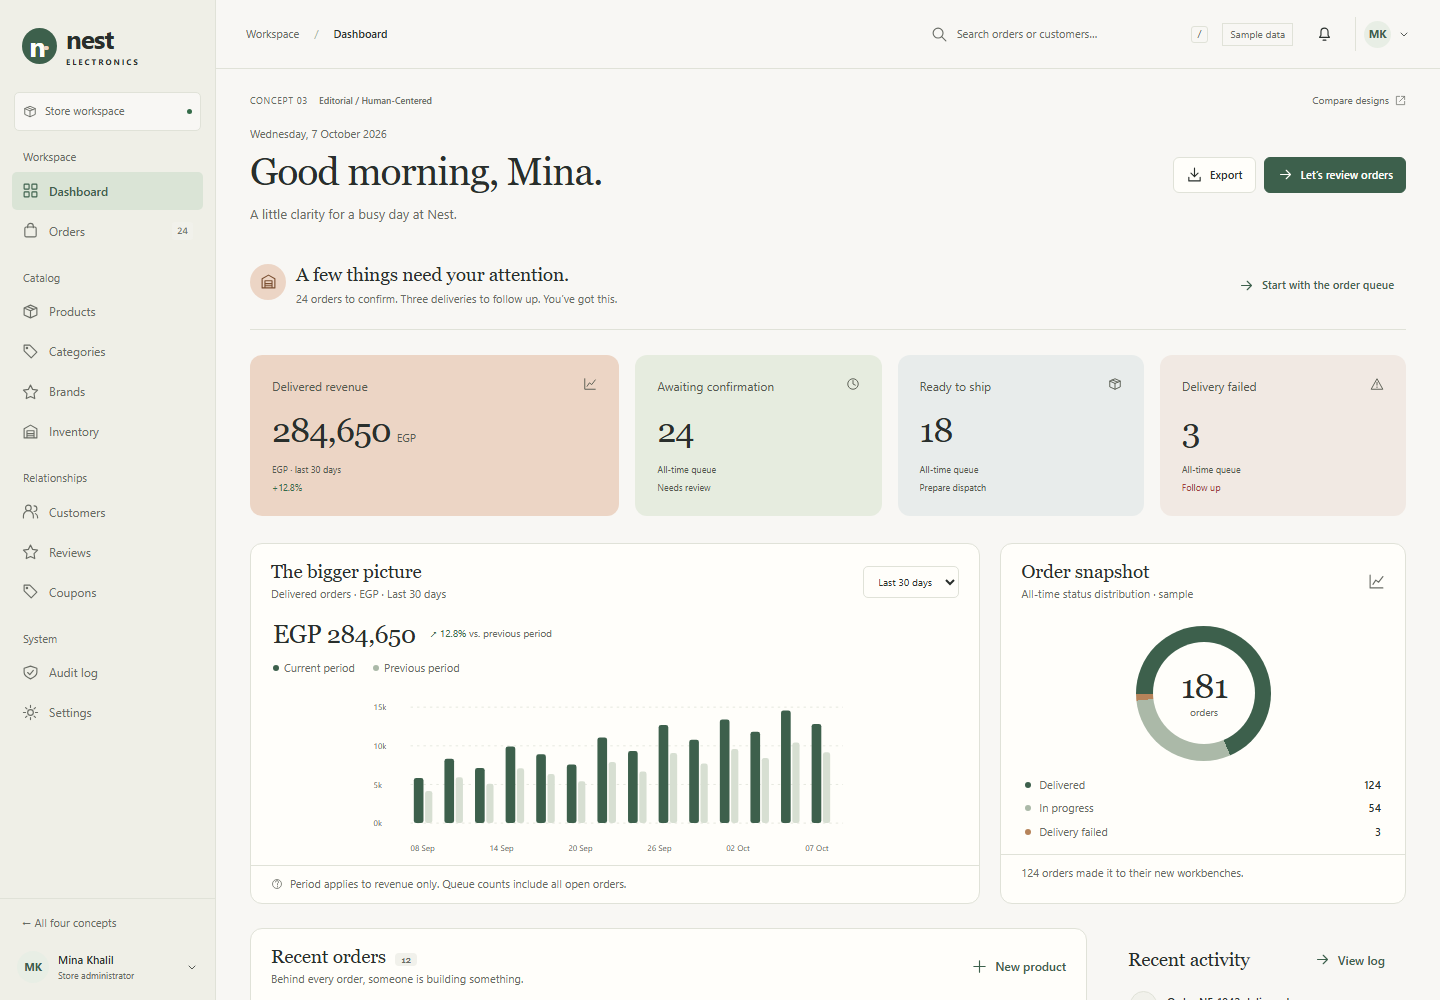 nest
ELECTRONICS
Store workspace
Workspace
Dashboard
Orders 24
Catalog
Products
Categories
Brands
Inventory
Relationships
Customers
Reviews
Coupons
System
Audit log
Settings
← All four concepts
MK Mina Khalil
Store administrator
Workspace / Dashboard
Search orders or customers... /
Sample data
MK
CONCEPT 03 Editorial / Human-Centered
Compare designs
Wednesday, 7 October 2026
Good morning, Mina.
A little clarity for a busy day at Nest.
Export
→ Let's review orders
A few things need your attention.
24 orders to confirm. Three deliveries to follow up. You've got this.
→ Start with the order queue
Delivered revenue
284,650 EGP
EGP · last 30 days
+12.8%
Awaiting confirmation
24
All-time queue
Needs review
Ready to ship
18
All-time queue
Prepare dispatch
Delivery failed
3
All-time queue
Follow up
The bigger picture
Delivered orders · EGP · Last 30 days
Last 30 days
EGP 284,650 ↗ 12.8% vs. previous period
Current period Previous period
15k
10k
5k
0k
08 Sep 14 Sep 20 Sep 26 Sep 02 Oct 07 Oct
Period applies to revenue only. Queue counts include all open orders.
Order snapshot
All-time status distribution · sample
181
orders
Delivered 124
In progress 54
Delivery failed 3
124 orders made it to their new workbenches.
Recent orders 12
Behind every order, someone is building something.
+ New product
Recent activity
→ View log